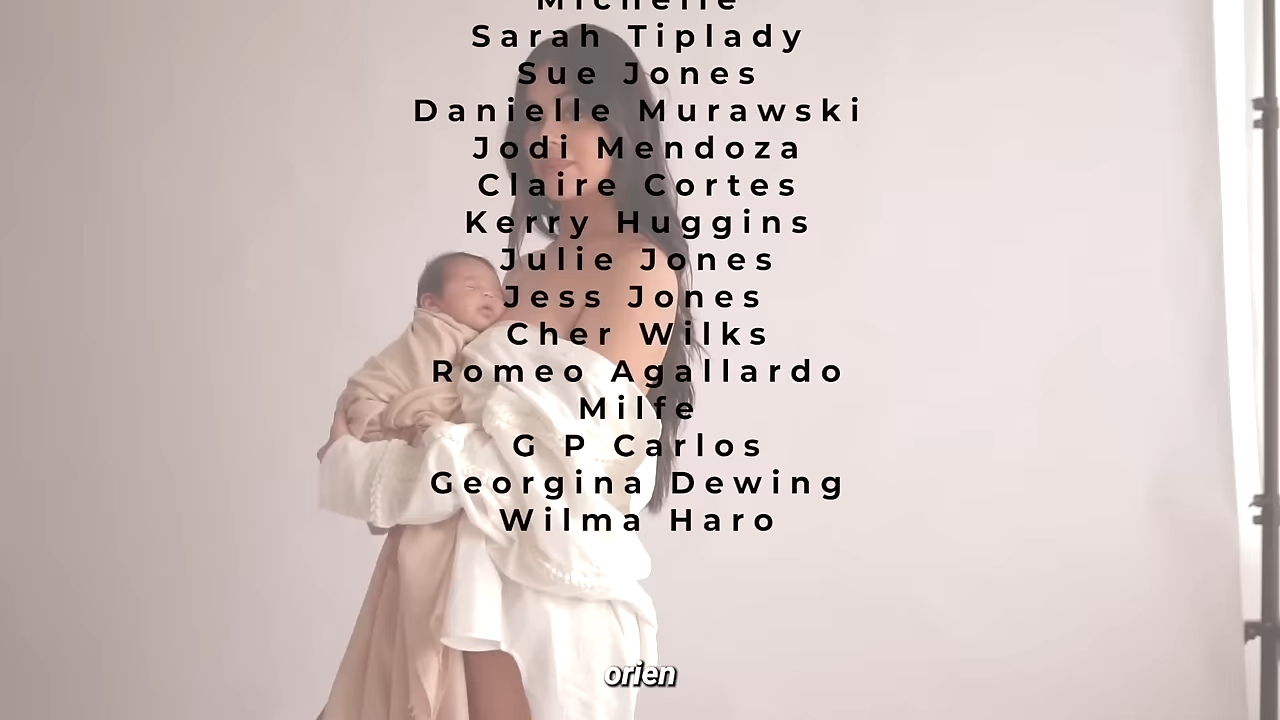 Michelle
Sarah Tiplady
Sue Jones
Danielle Murawski
Jodi Mendoza
Claire Cortes
Kerry Huggins
Julie Jones
Jess Jones
Cher Wilks
Romeo Agallardo
Milfe
G P Carlos
Georgina Dewing
Wilma Haro
orien